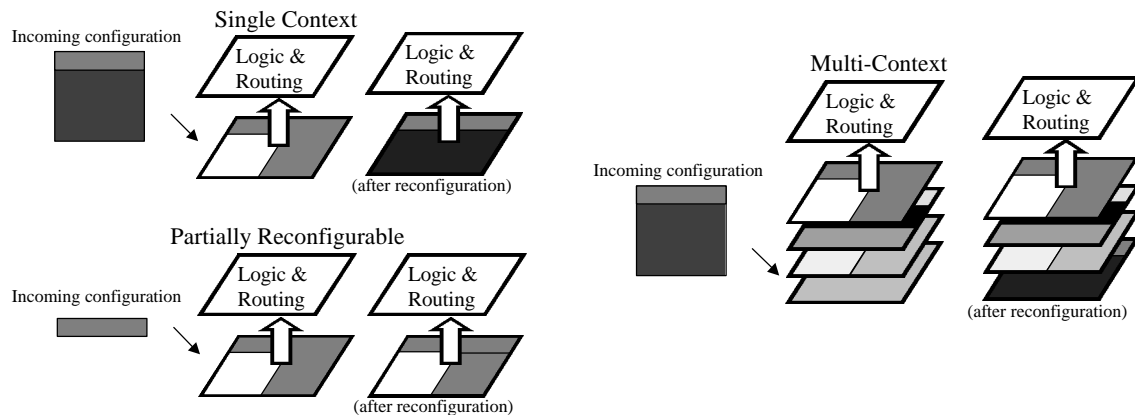 Single Context
Incoming configuration
Logic &
Routing
Logic &
Routing
(after reconfiguration)
Partially Reconfigurable
Incoming configuration
Logic &
Routing
Logic &
Routing
(after reconfiguration)
Multi-Context
Incoming configuration
Logic &
Routing
Logic &
Routing
(after reconfiguration)